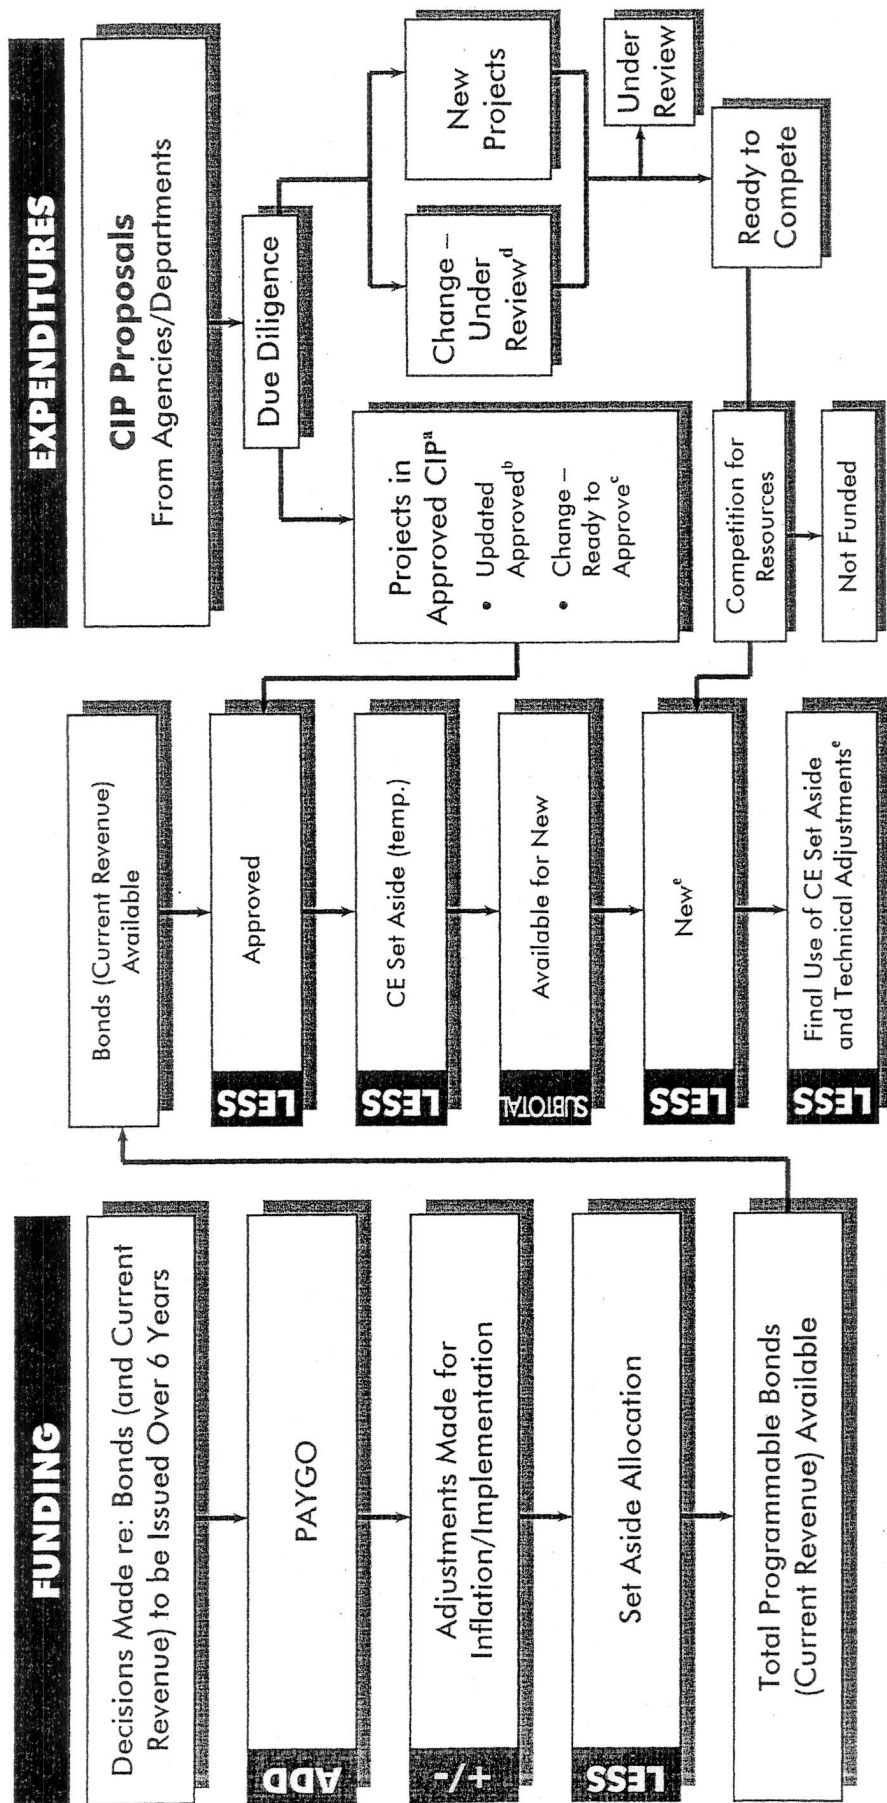 FUNDING
Decisions Made re: Bonds (and Current
Revenue) to be Issued Over 6 Years
ADD
PAYGO
+/-
Adjustments Made for
Inflation/Implementation
LESS
Set Aside Allocation
Total Programmable Bonds
(Current Revenue) Available
Bonds (Current Revenue)
Available
LESS
Approved
LESS
CE Set Aside (temp.)
SUBTOTAL
Available for New
LESS
Newᵉ
LESS
Final Use of CE Set Aside
and Technical Adjustmentsᵉ
EXPENDITURES
CIP Proposals
From Agencies/Departments
Due Diligence
Projects in
Approved CIPᵃ
• Updated
Approvedᵇ
• Change –
Ready to
Approveᶜ
Change –
Under
Reviewᵈ
New
Projects
Under
Review
Ready to
Compete
Competition for
Resources
Not Funded